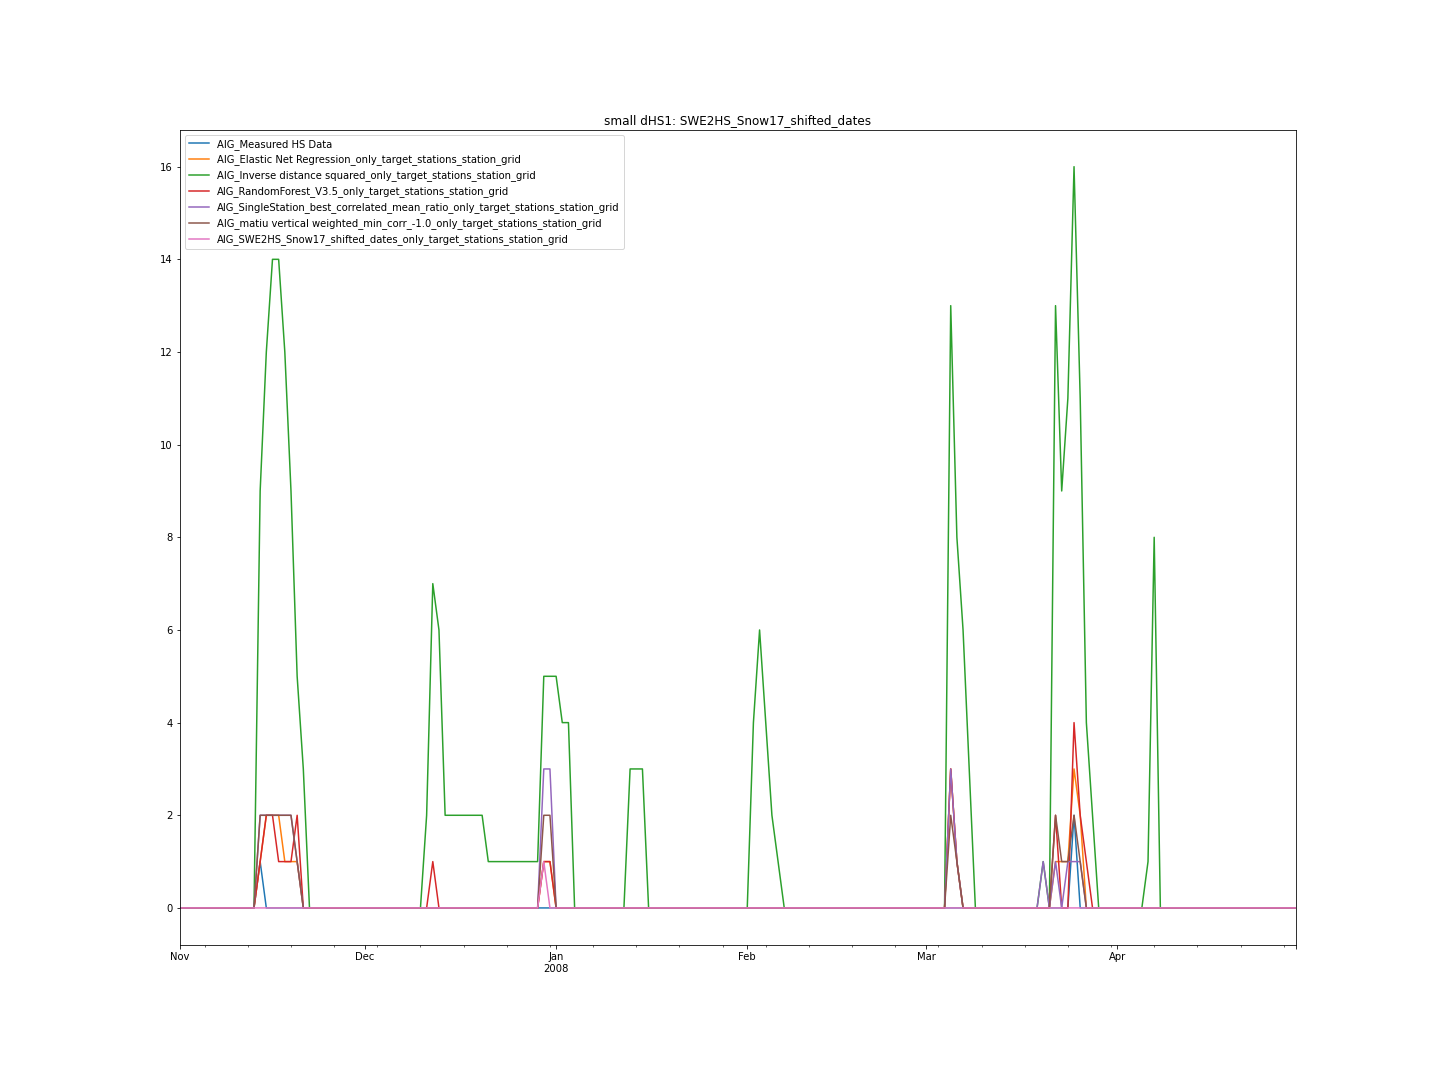 small dHS1: SWE2HS_Snow17_shifted_dates
AIG_Measured HS Data
AIG_Elastic Net Regression_only_target_stations_station_grid
AIG_Inverse distance squared_only_target_stations_station_grid
AIG_RandomForest_V3.5_only_target_stations_station_grid
AIG_SingleStation_best_correlated_mean_ratio_only_target_stations_station_grid
AIG_matiu vertical weighted_min_corr_-1.0_only_target_stations_station_grid
AIG_SWE2HS_Snow17_shifted_dates_only_target_stations_station_grid
16
14
12
10
8
6
4
2
0
Nov Dec Jan Feb Mar Apr
2008